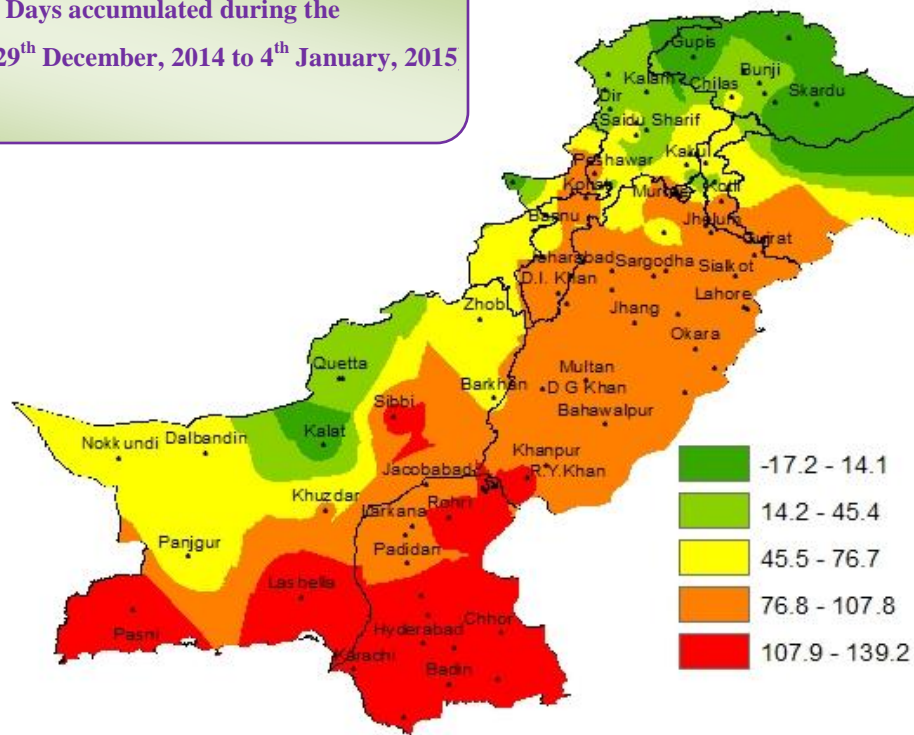 Days accumulated during the
29th December, 2014 to 4th January, 2015
Gupis
Kalam
Chilas
Bunji
Skardu
Dir
Saidu Sharif
Peshawar
Kakul
Kohat
Kotli
Bannu
Jhelum
Gujrat
Sargodha
Sialkot
D.I. Khan
Lahore
Zhob
Jhang
Okara
Quetta
Multan
Barkhan
D G Khan
Sibbi
Bahawalpur
Kalat
Nokkundi
Dalbandin
Khanpur
Jacobabad
R.Y.Khan
Khuzdar
Larkana
Rohri
Panjgur
Padidan
Lasbella
Pasni
Hyderabad
Chhor
Karachi
Badin
-17.2 - 14.1
14.2 - 45.4
45.5 - 76.7
76.8 - 107.8
107.9 - 139.2